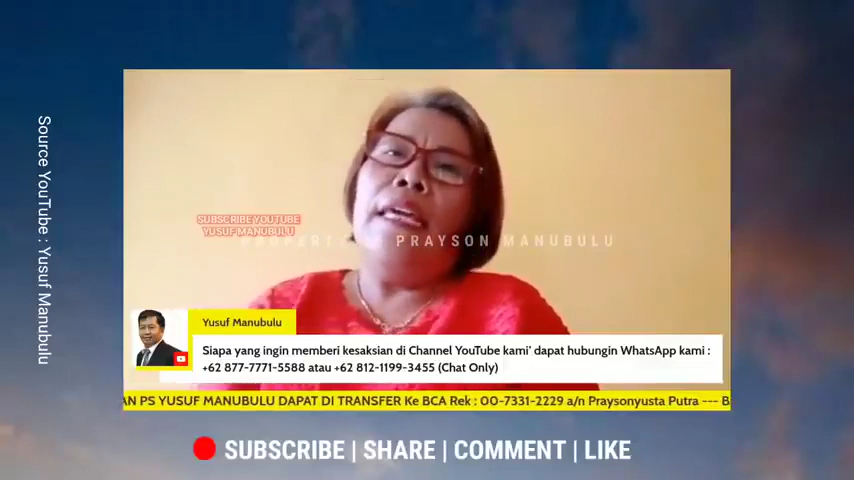 Source YouTube : Yusuf Manubulu
SUBSCRIBE YOUTUBE
YUSUF MANUBULU
PRAYSON MANUBULU
Yusuf Manubulu
Siapa yang ingin memberi kesaksian di Channel YouTube kami' dapat hubungin WhatsApp kami :
+62 877-7771-5588 atau +62 812-1199-3455 (Chat Only)
PS YUSUF MANUBULU DAPAT DI TRANSFER Ke BCA Rek : 00-7331-2229 a/n Praysonyusta Putra ---
SUBSCRIBE | SHARE | COMMENT | LIKE